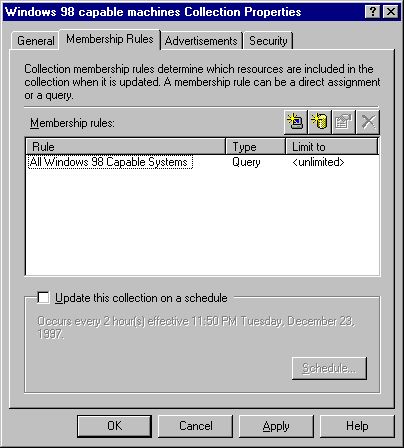 Windows 98 capable machines Collection Properties
General Membership Rules Advertisements Security
Collection membership rules determine which resources are included in the
collection when it is updated. A membership rule can be a direct assignment
or a query.
Membership rules:
Rule Type Limit to
All Windows 98 Capable Systems Query <unlimited>
Update this collection on a schedule
Occurs every 2 hour(s) effective 11:50 PM Tuesday, December 23,
1997.
Schedule...
OK Cancel Apply Help